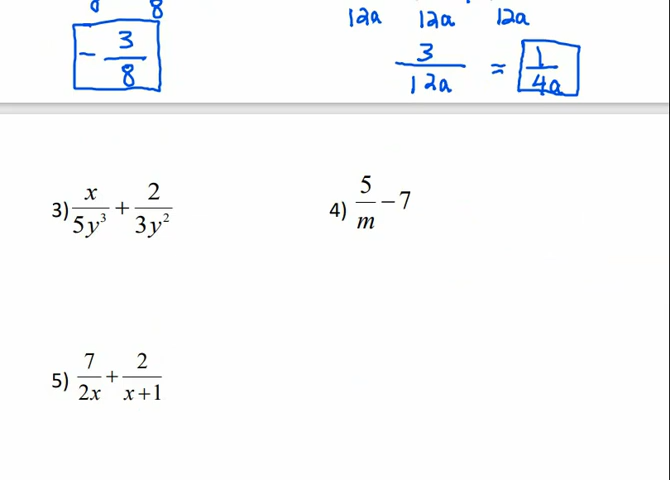 8
- 3/8
12a 12a 12a
3/12a = 1/4a
3) x/5y³ + 2/3y²
4) 5/m - 7
5) 7/2x + 2/x+1